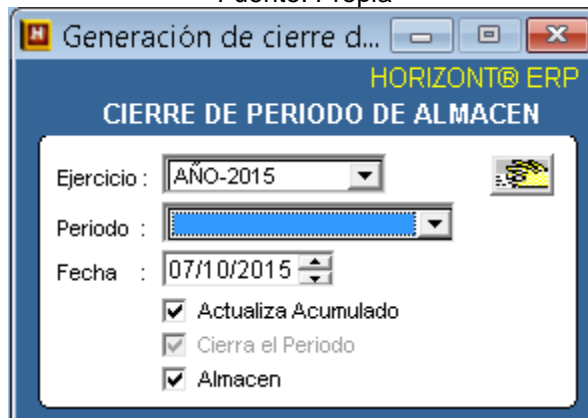 Fuente: Propia
Generación de cierre d...
HORIZONT® ERP
CIERRE DE PERIODO DE ALMACEN
Ejercicio : AÑO-2015
Periodo :
Fecha : 07/10/2015
Actualiza Acumulado
Cierra el Periodo
Almacen